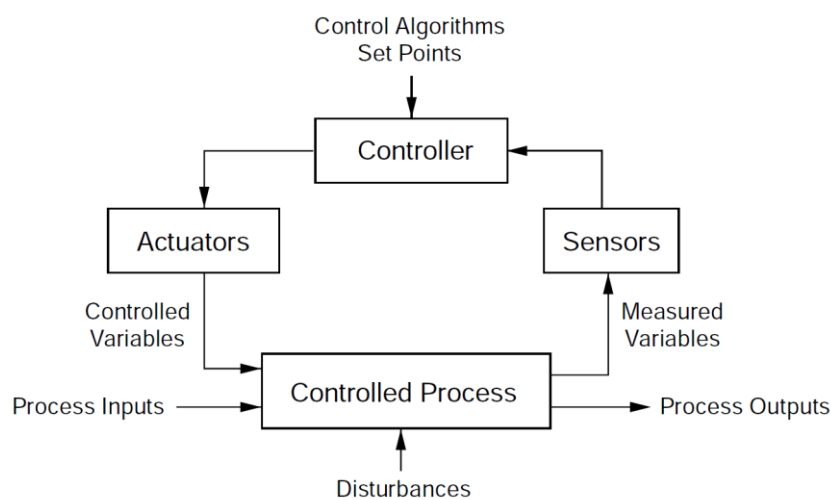 Control Algorithms
Set Points
Controller
Actuators
Sensors
Controlled
Variables
Measured
Variables
Controlled Process
Process Inputs
Process Outputs
Disturbances